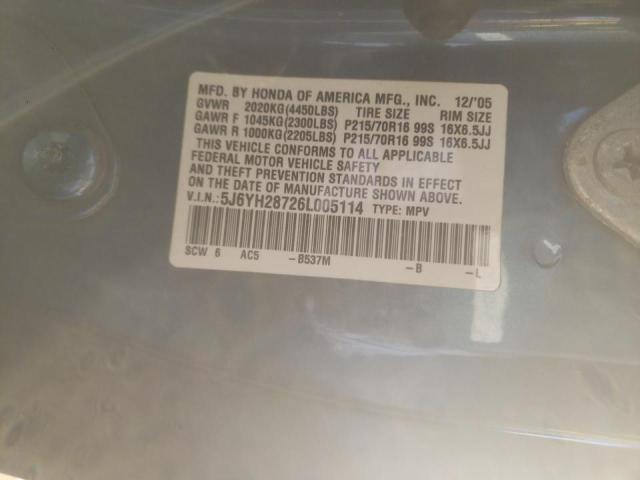 MFD. BY HONDA OF AMERICA MFG., INC. 12/'05
GVWR 2020KG(4450LBS) TIRE SIZE RIM SIZE
GAWR F 1045KG(2300LBS) P215/70R16 99S 16X6.5JJ
GAWR R 1000KG(2205LBS) P215/70R16 99S 16X6.5JJ
THIS VEHICLE CONFORMS TO ALL APPLICABLE
FEDERAL MOTOR VEHICLE SAFETY
AND THEFT PREVENTION STANDARDS IN EFFECT
ON THE DATE OF MANUFACTURE SHOWN ABOVE.
V.I.N.: 5J6YH28726L005114 TYPE: MPV
SCW 6 AC5 -B537M -B -L